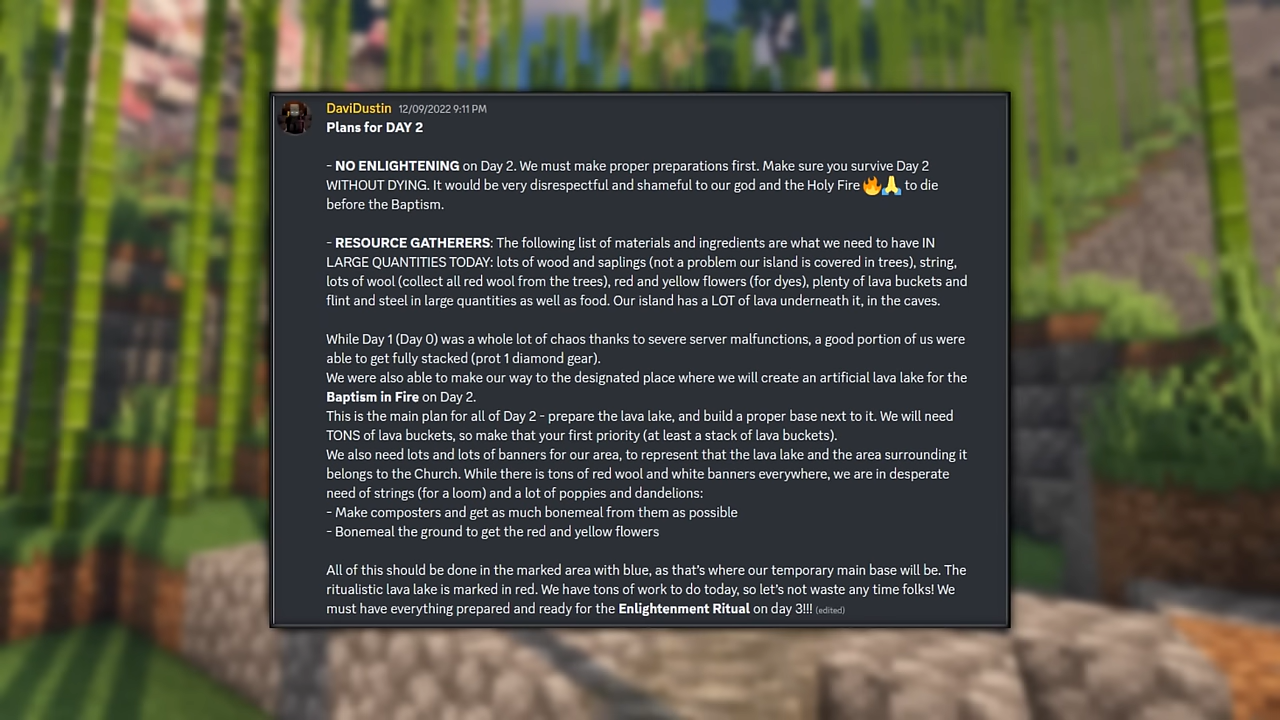 DaviDustin 12/09/2022 9:11 PM
Plans for DAY 2
- NO ENLIGHTENING on Day 2. We must make proper preparations first. Make sure you survive Day 2
WITHOUT DYING. It would be very disrespectful and shameful to our god and the Holy Fire 🔥🙏 to die
before the Baptism.
- RESOURCE GATHERERS: The following list of materials and ingredients are what we need to have IN
LARGE QUANTITIES TODAY: lots of wood and saplings (not a problem our island is covered in trees), string,
lots of wool (collect all red wool from the trees), red and yellow flowers (for dyes), plenty of lava buckets and
flint and steel in large quantities as well as food. Our island has a LOT of lava underneath it, in the caves.
While Day 1 (Day 0) was a whole lot of chaos thanks to severe server malfunctions, a good portion of us were
able to get fully stacked (prot 1 diamond gear).
We were also able to make our way to the designated place where we will create an artificial lava lake for the
Baptism in Fire on Day 2.
This is the main plan for all of Day 2 - prepare the lava lake, and build a proper base next to it. We will need
TONS of lava buckets, so make that your first priority (at least a stack of lava buckets).
We also need lots and lots of banners for our area, to represent that the lava lake and the area surrounding it
belongs to the Church. While there is tons of red wool and white banners everywhere, we are in desperate
need of strings (for a loom) and a lot of poppies and dandelions:
- Make composters and get as much bonemeal from them as possible
- Bonemeal the ground to get the red and yellow flowers
All of this should be done in the marked area with blue, as that's where our temporary main base will be. The
ritualistic lava lake is marked in red. We have tons of work to do today, so let's not waste any time folks! We
must have everything prepared and ready for the Enlightenment Ritual on day 3!!! (edited)